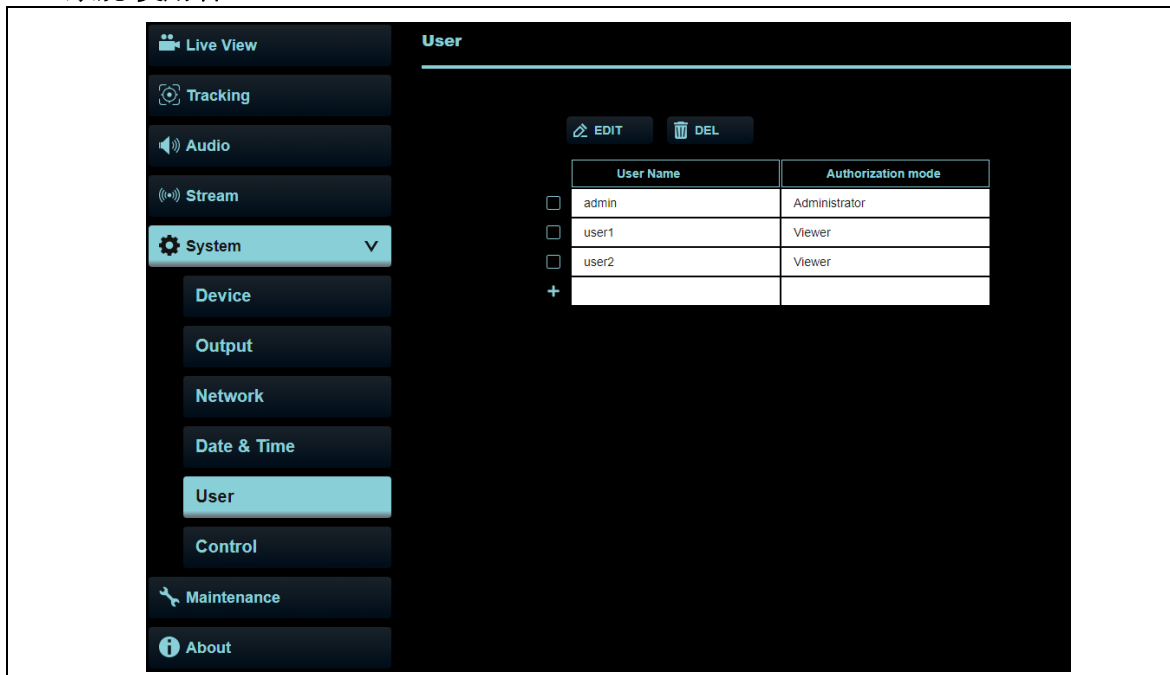 Live View
Tracking
Audio
Stream
System
Device
Output
Network
Date & Time
User
Control
Maintenance
About
User
EDIT DEL
User Name Authorization mode
admin Administrator
user1 Viewer
user2 Viewer